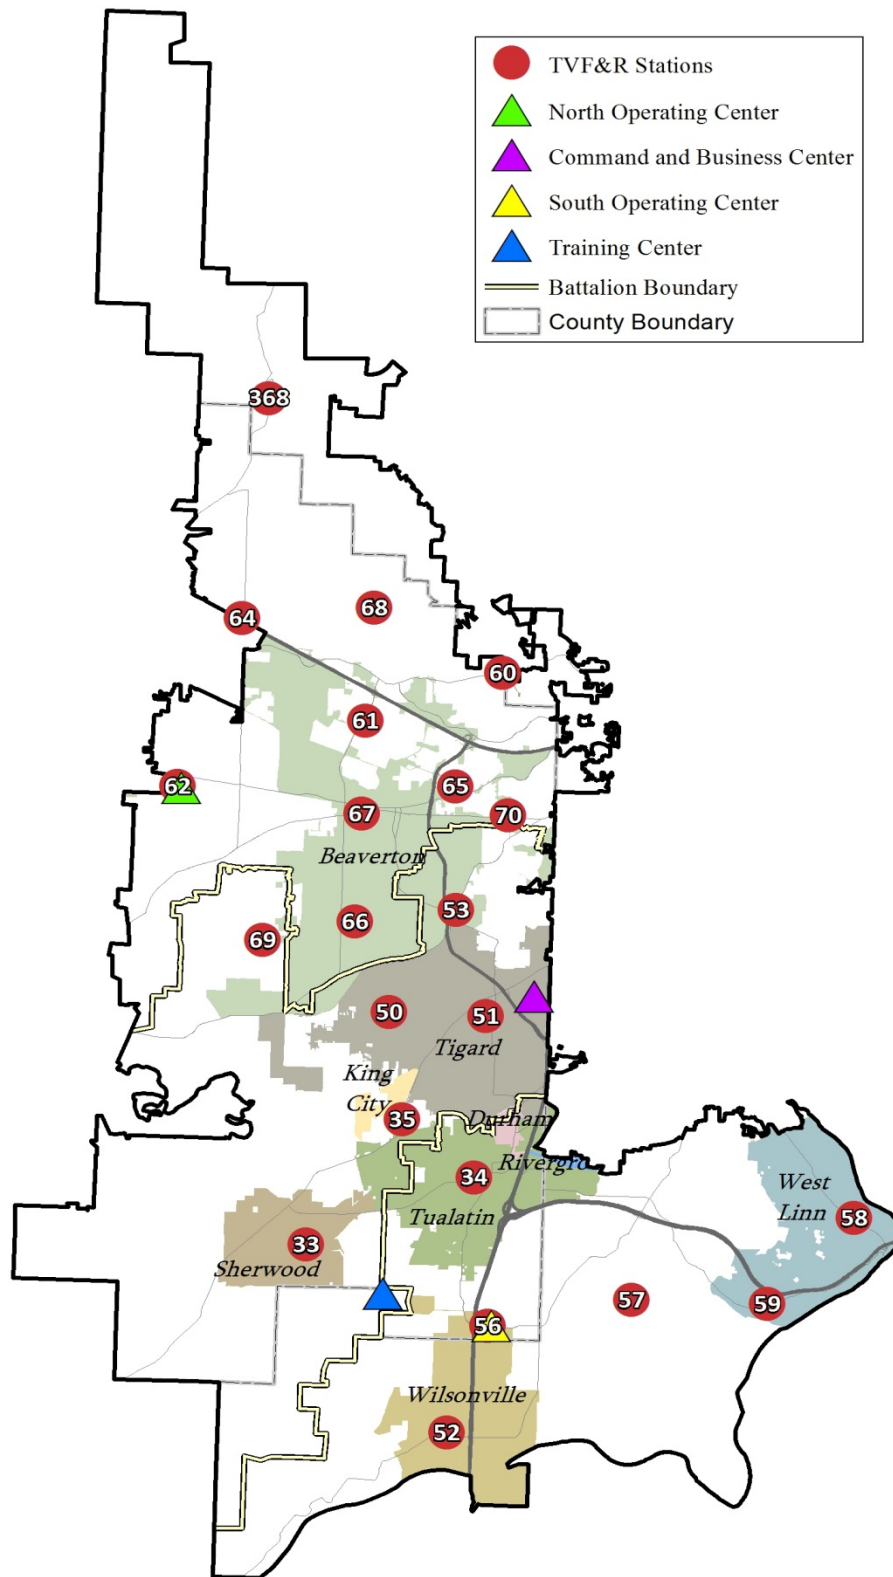 TVF&R Stations
North Operating Center
Command and Business Center
South Operating Center
Training Center
Battalion Boundary
County Boundary
368
68
64
60
61
62
65
67
70
Beaverton
53
66
69
50
51
Tigard
King
City
35
Durham
Rivergro
34
West
Linn
Tualatin
58
33
Sherwood
57
59
56
Wilsonville
52